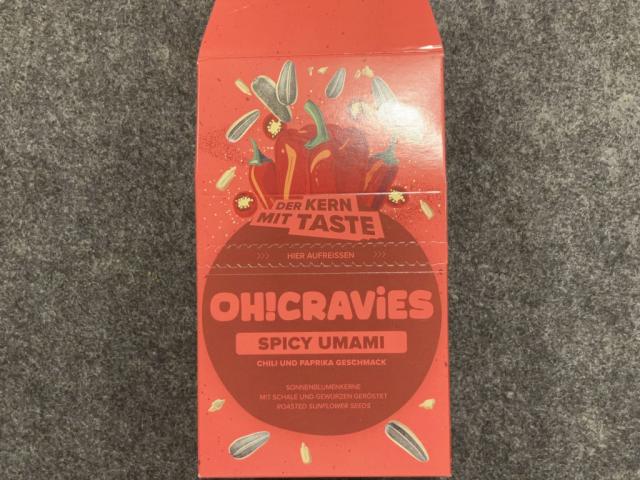 DER KERN
MIT TASTE
>>> HIER AUFREISSEN >>>
OH!CRAViES
SPICY UMAMI
CHILI UND PAPRIKA GESCHMACK
SONNENBLUMENKERNE
MIT SCHALE UND GEWÜRZEN GERÖSTET
ROASTED SUNFLOWER SEEDS